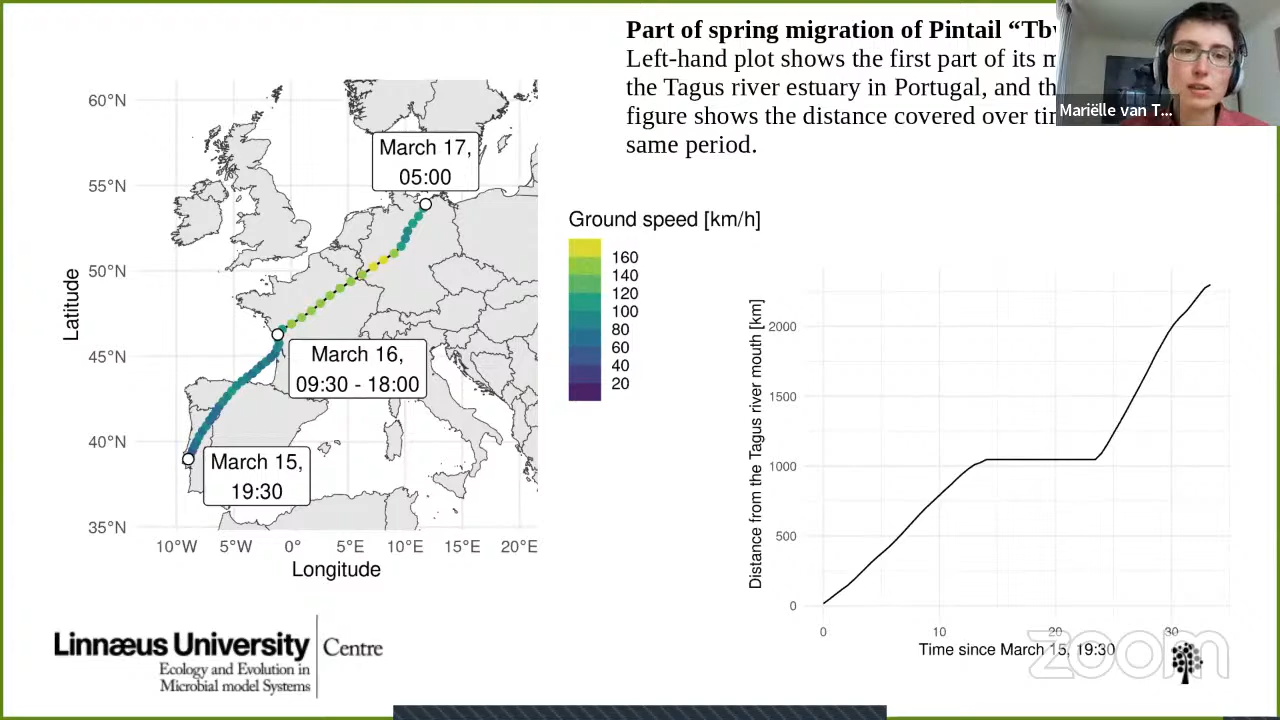 Part of spring migration of Pintail “Tbv
Left-hand plot shows the first part of its m
the Tagus river estuary in Portugal, and th
figure shows the distance covered over tim
same period.
Mariëlle van T...
60°N
55°N
50°N
45°N
40°N
35°N
Latitude
10°W
5°W
0°
5°E
10°E
15°E
20°E
Longitude
March 17,
05:00
March 16,
09:30 - 18:00
March 15,
19:30
Ground speed [km/h]
160
140
120
100
80
60
40
20
Distance from the Tagus river mouth [km]
2000
1500
1000
500
0
0
10
20
30
Time since March 15, 19:30
Linnæus University Centre
Ecology and Evolution in
Microbial model Systems
zoom